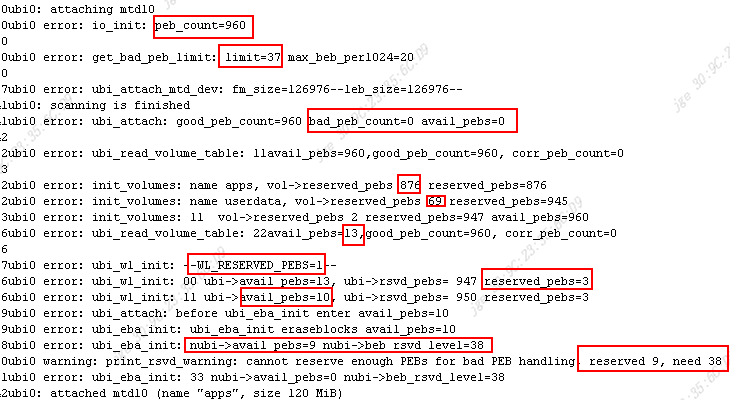 0ubi0: attaching mtd10
0ubi0 error: io_init: peb_count=960
0
0ubi0 error: get_bad_peb_limit: limit=37 max_beb_per1024=20
0
7ubi0 error: ubi_attach_mtd_dev: fm_size=126976--leb_size=126976--
1ubi0: scanning is finished
1ubi0 error: ubi_attach: good_peb_count=960 bad_peb_count=0 avail_pebs=0
2
2ubi0 error: ubi_read_volume_table: 11avail_pebs=960,good_peb_count=960, corr_peb_count=0
3
2ubi0 error: init_volumes: name apps, vol->reserved_pebs 876 reserved_pebs=876
2ubi0 error: init_volumes: name userdata, vol->reserved_pebs 69 reserved_pebs=945
3ubi0 error: init_volumes: 11  vol->reserved_pebs 2 reserved_pebs=947 avail_pebs=960
6ubi0 error: ubi_read_volume_table: 22avail_pebs=13,good_peb_count=960, corr_peb_count=0
6
7ubi0 error: ubi_wl_init: --WL_RESERVED_PEBS=1--
6ubi0 error: ubi_wl_init: 00 ubi->avail_pebs=13, ubi->rsvd_pebs= 947 reserved_pebs=3
6ubi0 error: ubi_wl_init: 11 ubi->avail_pebs=10, ubi->rsvd_pebs= 950 reserved_pebs=3
9ubi0 error: ubi_attach: before ubi_eba_init enter avail_pebs=10
9ubi0 error: ubi_eba_init: ubi_eba_init eraseblocks avail_pebs=10
8ubi0 error: ubi_eba_init: nubi->avail_pebs=9 nubi->beb_rsvd_level=38
0ubi0 warning: print_rsvd_warning: cannot reserve enough PEBs for bad PEB handling, reserved 9, need 38
1ubi0 error: ubi_eba_init: 33 nubi->avail_pebs=0 nubi->beb_rsvd_level=38
2ubi0: attached mtd10 (name "apps", size 120 MiB)